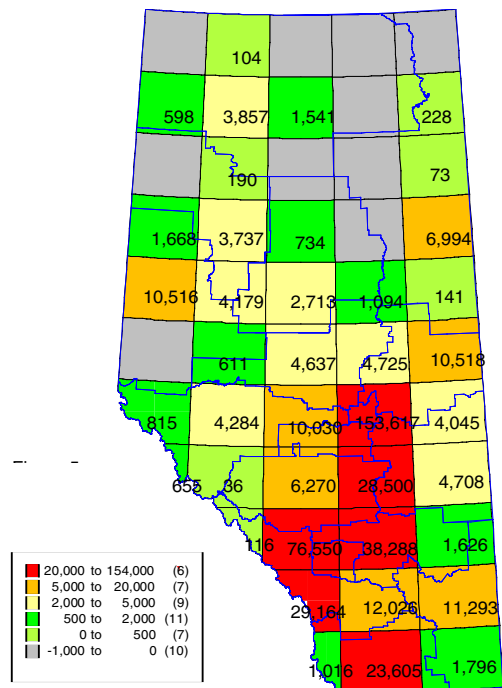 104
598 3,857 1,541 228
190 73
1,668 3,737 734 6,994
10,516 4,179 2,713 1,094 141
611 4,637 4,725 10,518
815 4,284 10,030 153,617 4,045
652 36 6,270 28,500 4,708
116 76,550 38,288 1,626
29,164 12,026 11,293
1,016 23,605 1,796
20,000 to 154,000 (6)
5,000 to 20,000 (7)
2,000 to 5,000 (9)
500 to 2,000 (11)
0 to 500 (7)
-1,000 to 0 (10)